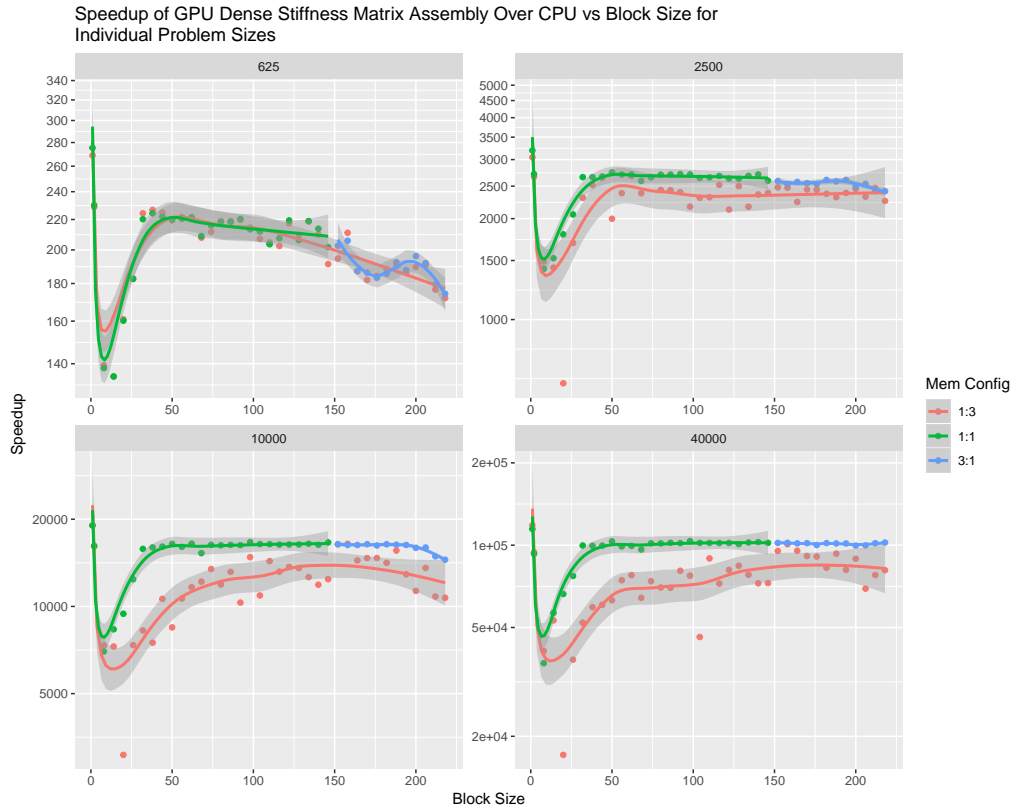 Speedup of GPU Dense Stiffness Matrix Assembly Over CPU vs Block Size for
Individual Problem Sizes
625
2500
340
320
300
280
260
240
220
200
180
160
140
5000
4500
4000
3500
3000
2500
2000
1500
1000
0 50 100 150 200
0 50 100 150 200
Speedup
10000
40000
20000
10000
5000
2e+05
1e+05
5e+04
2e+04
0 50 100 150 200
0 50 100 150 200
Block Size
Mem Config
1:3
1:1
3:1